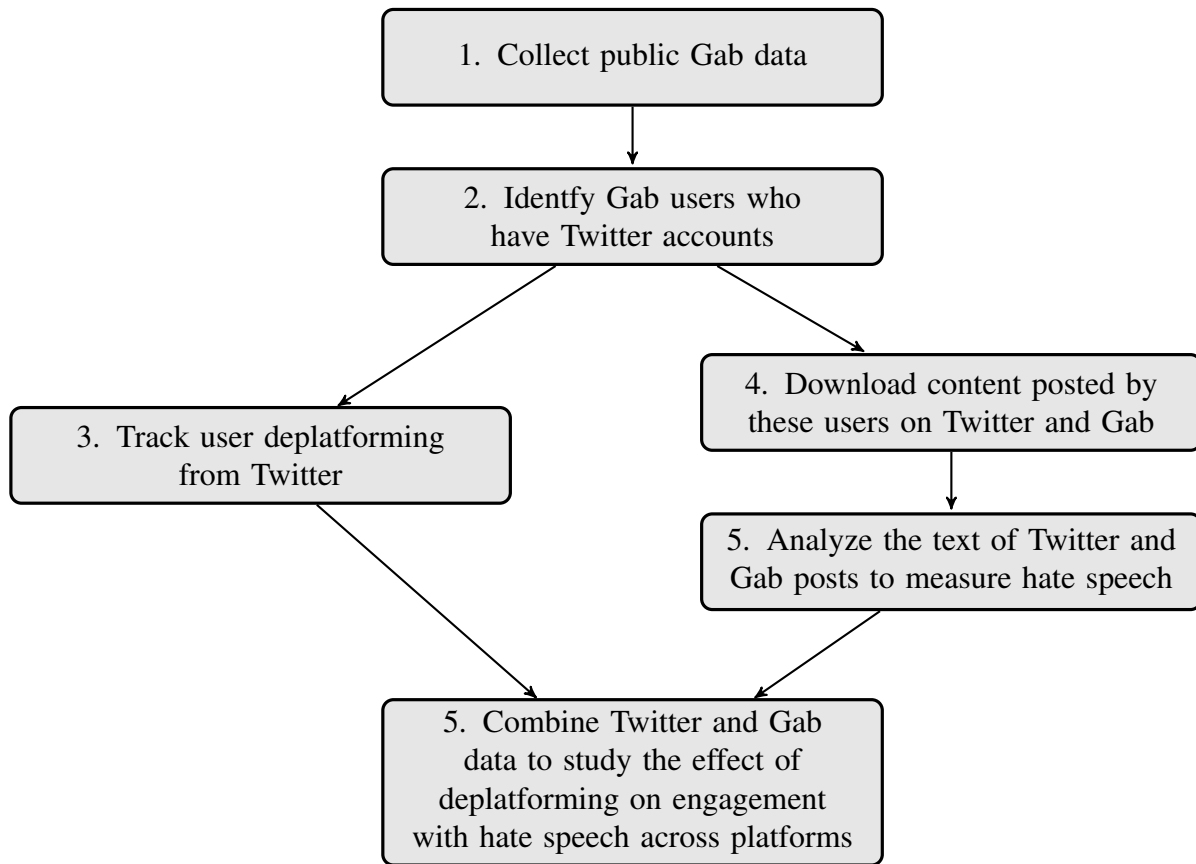 1. Collect public Gab data
2. Identfy Gab users who
have Twitter accounts
3. Track user deplatforming
from Twitter
4. Download content posted by
these users on Twitter and Gab
5. Analyze the text of Twitter and
Gab posts to measure hate speech
5. Combine Twitter and Gab
data to study the effect of
deplatforming on engagement
with hate speech across platforms